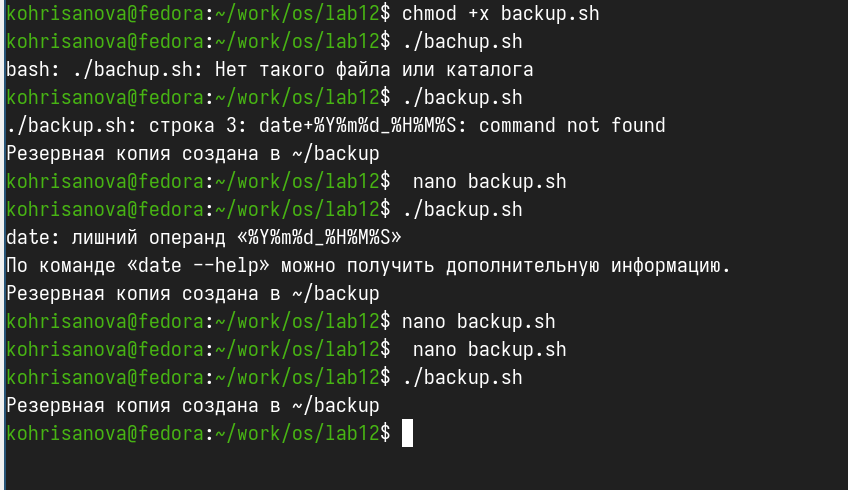 kohrisanova@fedora:~/work/os/lab12$ chmod +x backup.sh
kohrisanova@fedora:~/work/os/lab12$ ./bachup.sh
bash: ./bachup.sh: Нет такого файла или каталога
kohrisanova@fedora:~/work/os/lab12$ ./backup.sh
./backup.sh: строка 3: date+%Y%m%d_%H%M%S: command not found
Резервная копия создана в ~/backup
kohrisanova@fedora:~/work/os/lab12$  nano backup.sh
kohrisanova@fedora:~/work/os/lab12$ ./backup.sh
date: лишний операнд «%Y%m%d_%H%M%S»
По команде «date --help» можно получить дополнительную информацию.
Резервная копия создана в ~/backup
kohrisanova@fedora:~/work/os/lab12$ nano backup.sh
kohrisanova@fedora:~/work/os/lab12$  nano backup.sh
kohrisanova@fedora:~/work/os/lab12$ ./backup.sh
Резервная копия создана в ~/backup
kohrisanova@fedora:~/work/os/lab12$